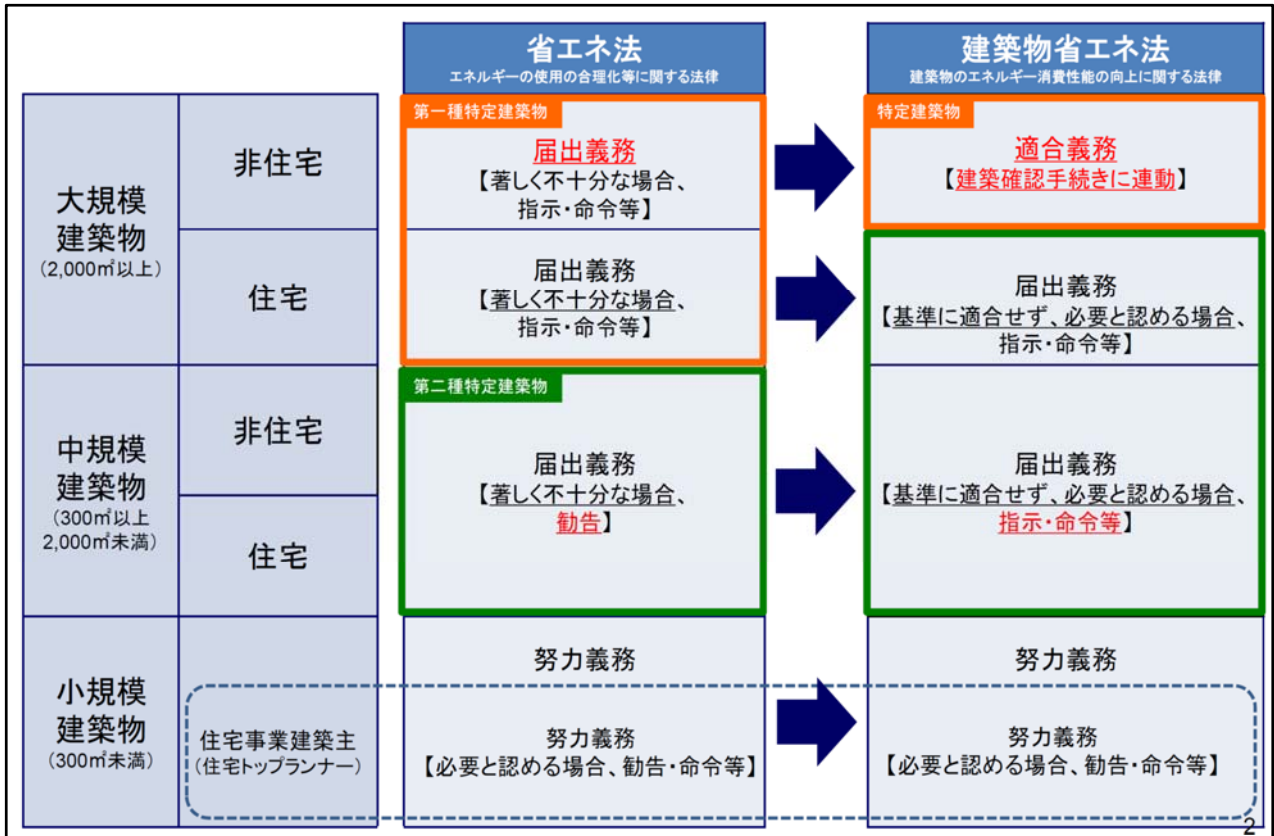 省エネ法
エネルギーの使用の合理化等に関する法律
建築物省エネ法
建築物のエネルギー消費性能の向上に関する法律
大規模
建築物
(2,000㎡以上)
非住宅
第一種特定建築物
届出義務
【著しく不十分な場合、
指示・命令等】
特定建築物
適合義務
【建築確認手続きに連動】
住宅
届出義務
【著しく不十分な場合、
指示・命令等】
届出義務
【基準に適合せず、必要と認める場合、
指示・命令等】
中規模
建築物
(300㎡以上
2,000㎡未満)
非住宅
住宅
第二種特定建築物
届出義務
【著しく不十分な場合、
勧告】
届出義務
【基準に適合せず、必要と認める場合、
指示・命令等】
小規模
建築物
(300㎡未満)
努力義務
努力義務
住宅事業建築主
(住宅トップランナー)
努力義務
【必要と認める場合、勧告・命令等】
努力義務
【必要と認める場合、勧告・命令等】
2